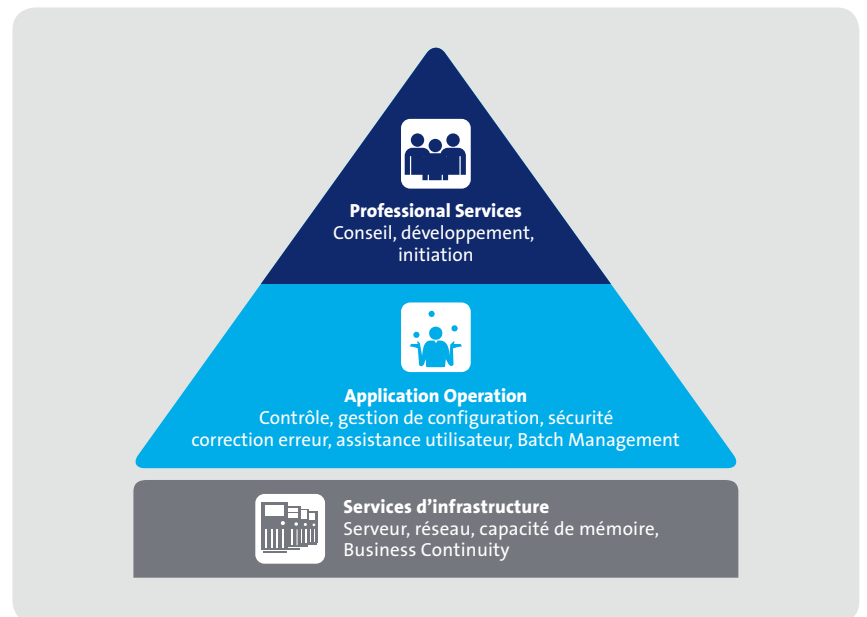 Professional Services
Conseil, développement,
initiation
Application Operation
Contrôle, gestion de configuration, sécurité
correction erreur, assistance utilisateur, Batch Management
Services d’infrastructure
Serveur, réseau, capacité de mémoire,
Business Continuity